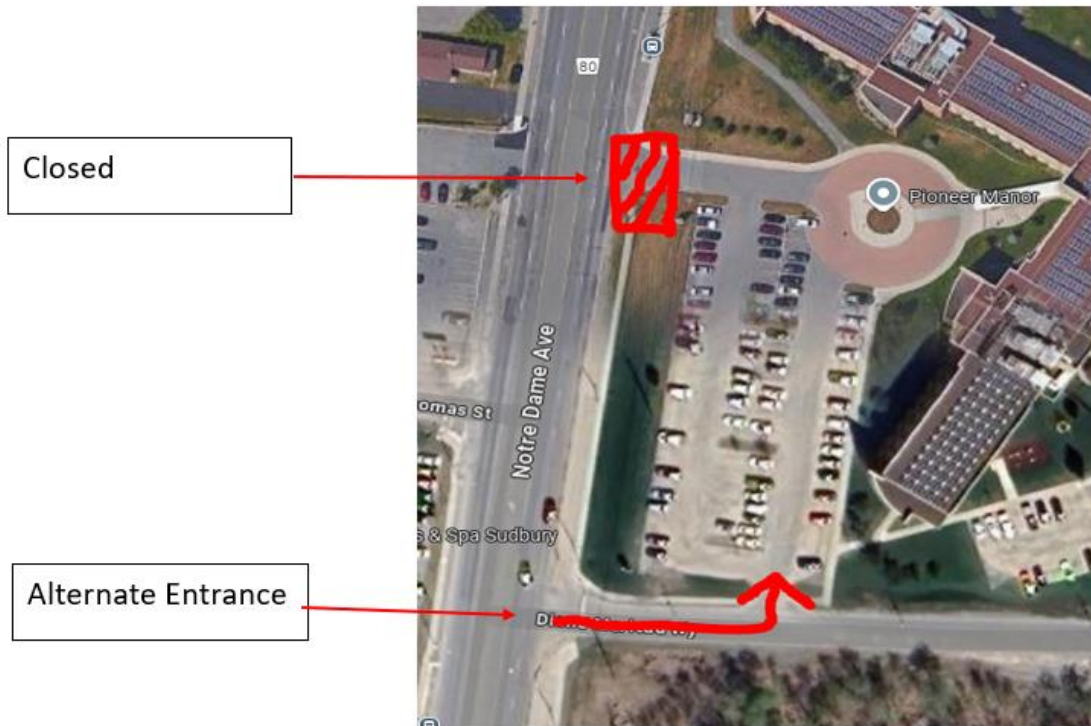 80
Closed
Pioneer Manor
Notre Dame Ave
omas St
s & Spa Sudbury
Alternate Entrance